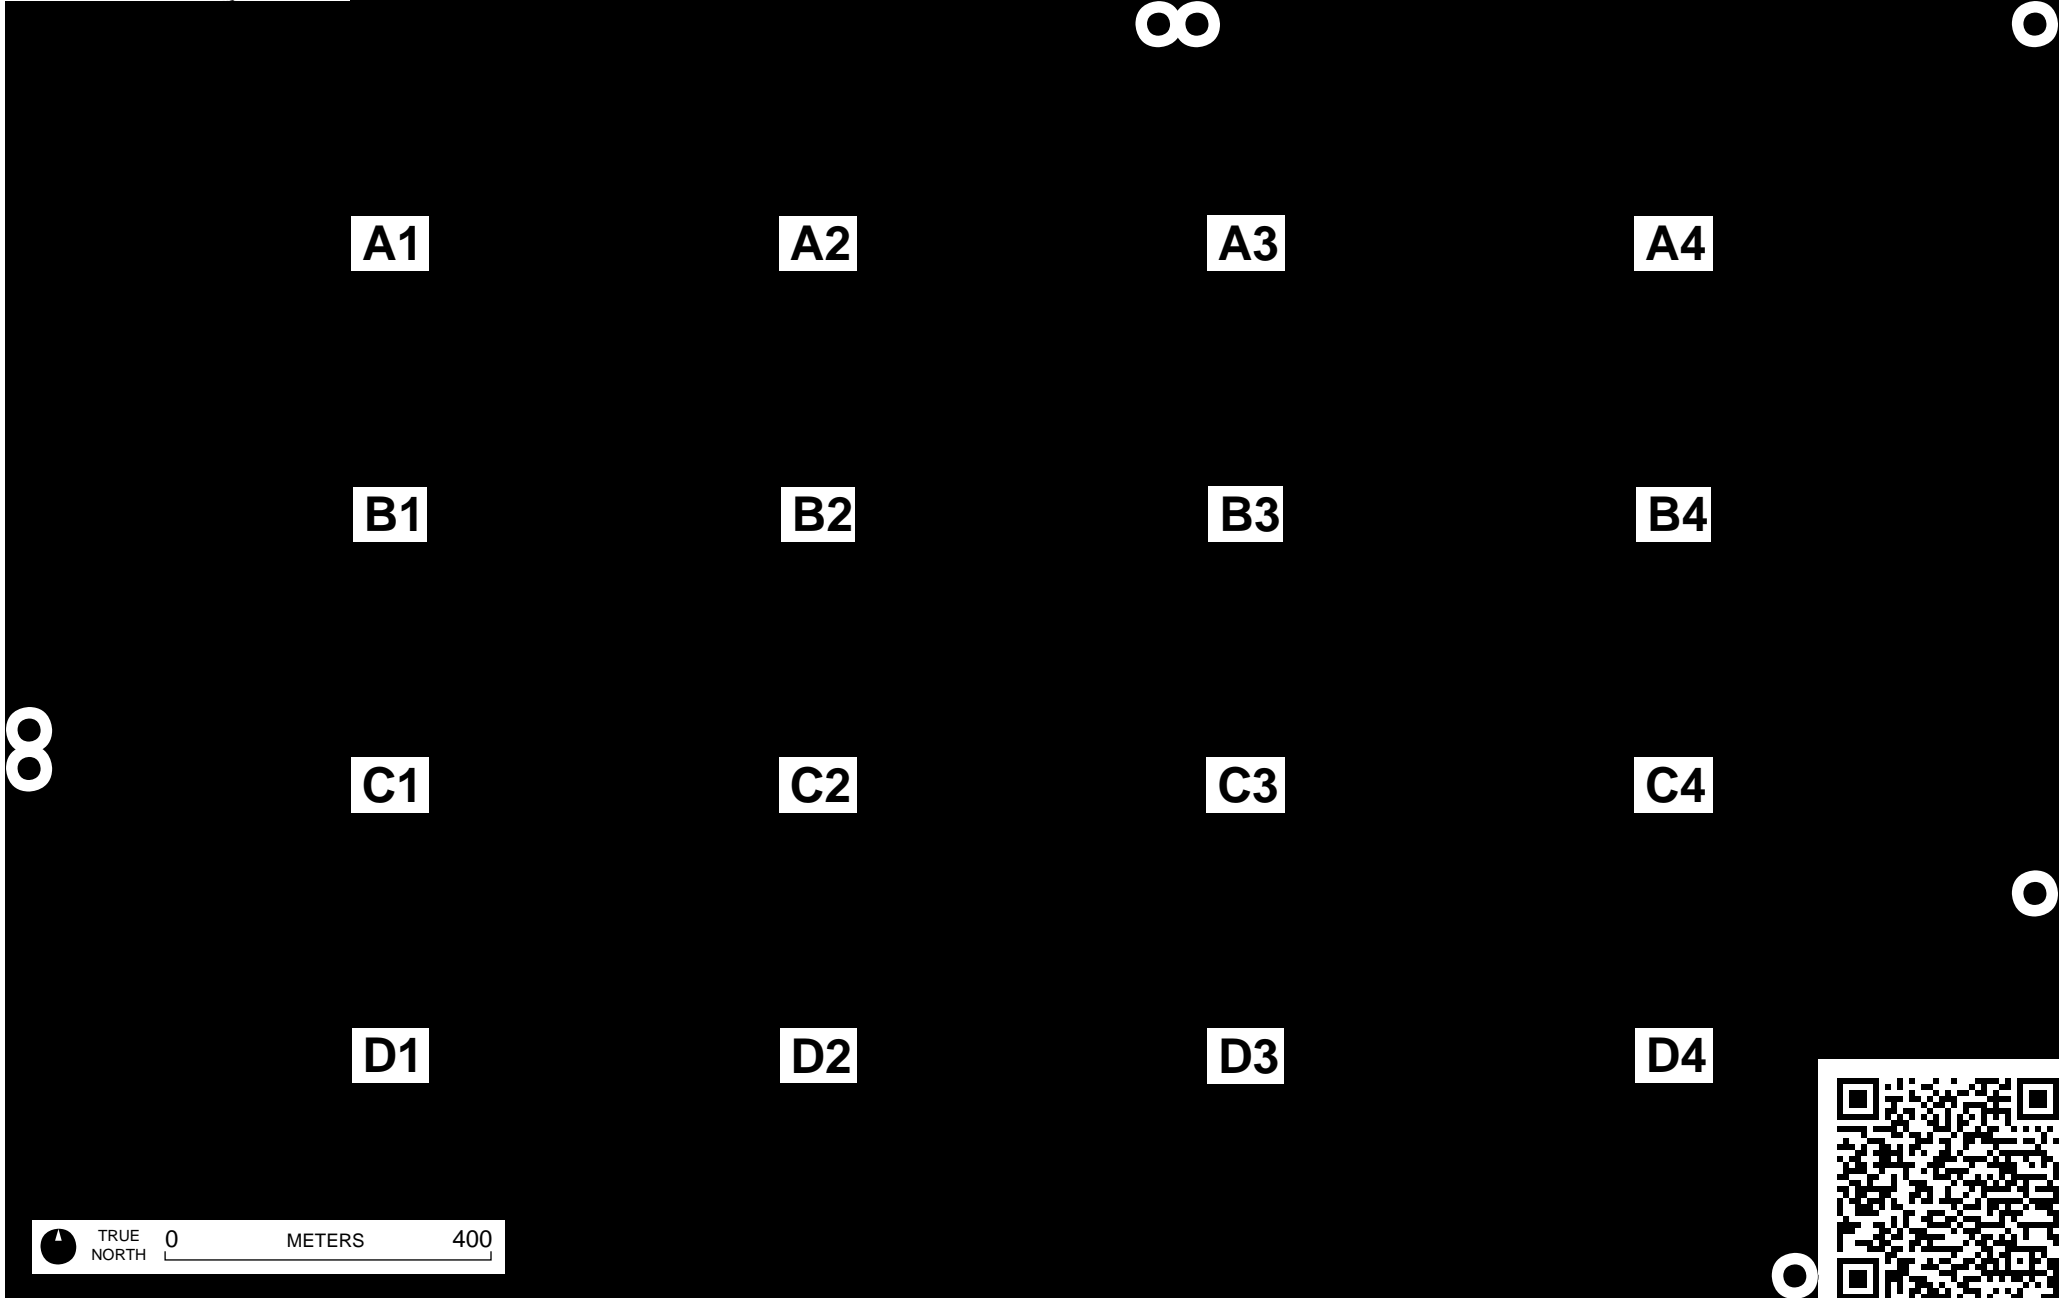 A1 A2 A3 A4
B1 B2 B3 B4
C1 C2 C3 C4
D1 D2 D3 D4
TRUE
NORTH
0 METERS 400